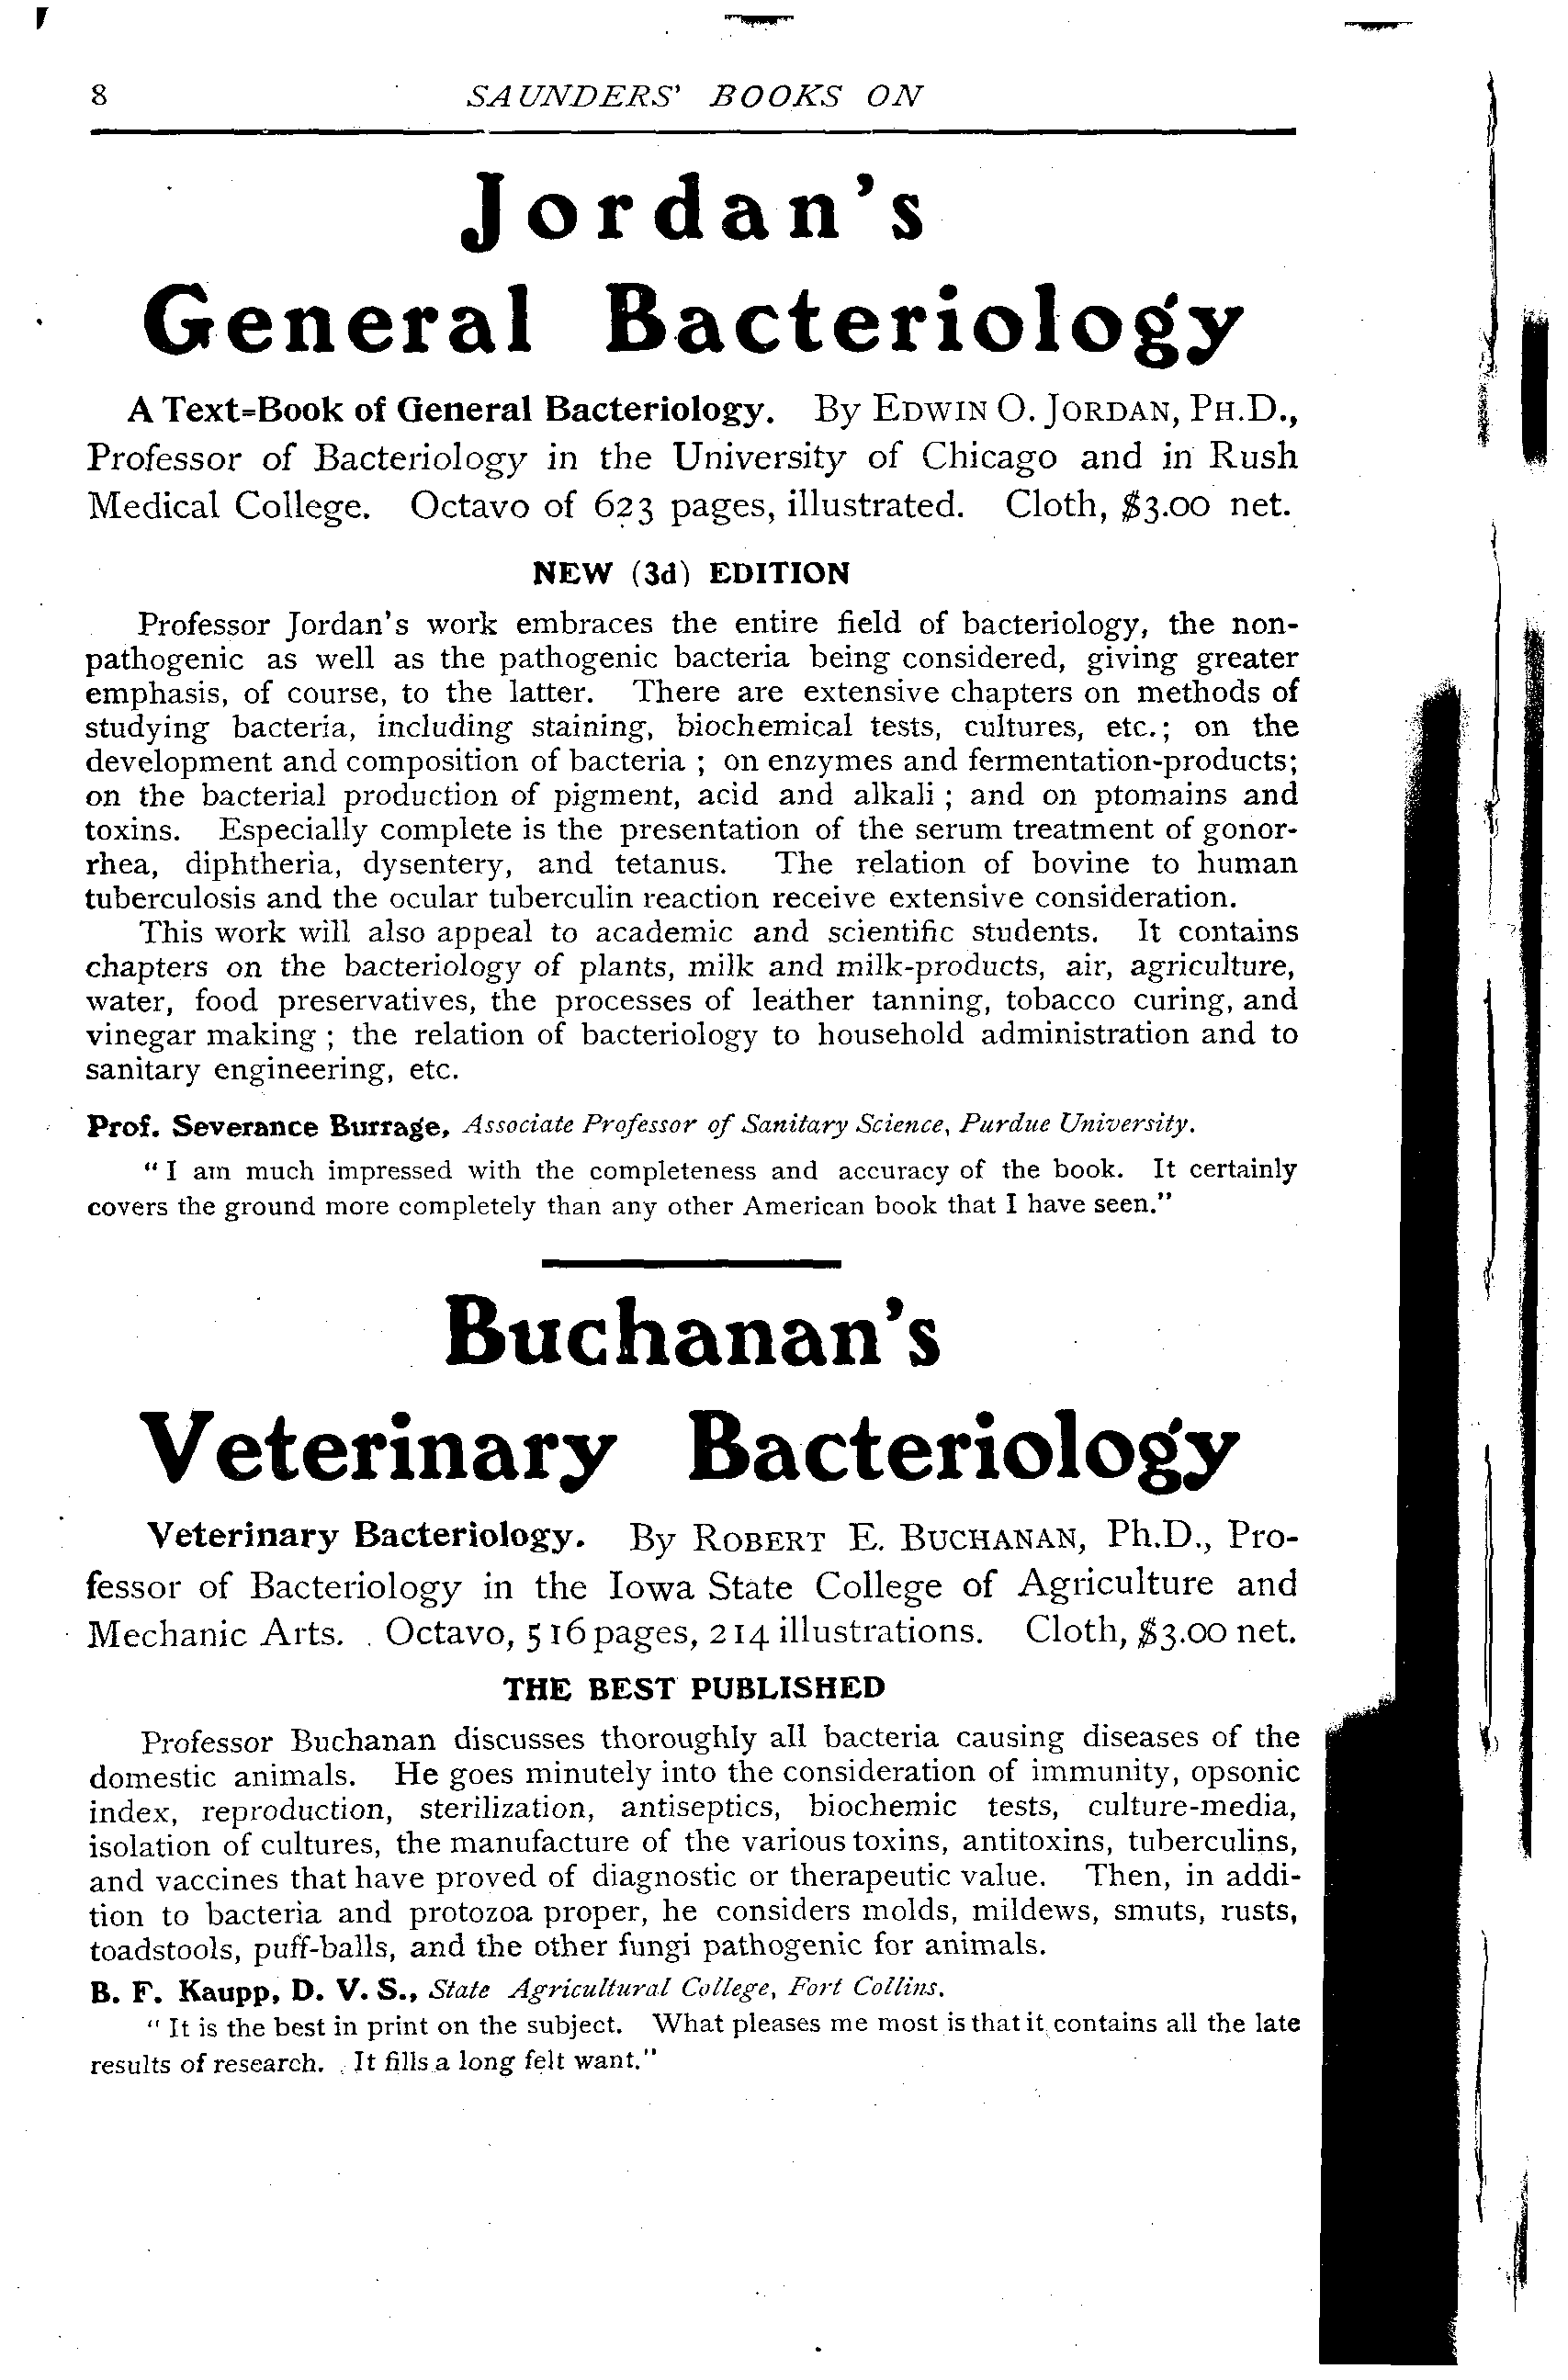 8 SAUNDERS' BOOKS ON
Jordan's
General Bacteriology
A Text=Book of General Bacteriology. By EDWIN O. JORDAN, PH.D.,
Professor of Bacteriology in the University of Chicago and in Rush
Medical College. Octavo of 623 pages, illustrated. Cloth, $3.00 net.
NEW (3d) EDITION
Professor Jordan's work embraces the entire field of bacteriology, the non-
pathogenic as well as the pathogenic bacteria being considered, giving greater
emphasis, of course, to the latter. There are extensive chapters on methods of
studying bacteria, including staining, biochemical tests, cultures, etc.; on the
development and composition of bacteria ; on enzymes and fermentation-products;
on the bacterial production of pigment, acid and alkali ; and on ptomains and
toxins. Especially complete is the presentation of the serum treatment of gonor-
rhea, diphtheria, dysentery, and tetanus. The relation of bovine to human
tuberculosis and the ocular tuberculin reaction receive extensive consideration.
This work will also appeal to academic and scientific students. It contains
chapters on the bacteriology of plants, milk and milk-products, air, agriculture,
water, food preservatives, the processes of leather tanning, tobacco curing, and
vinegar making ; the relation of bacteriology to household administration and to
sanitary engineering, etc.
Prof. Severance Burrage, Associate Professor of Sanitary Science, Purdue University.
" I am much impressed with the completeness and accuracy of the book. It certainly
covers the ground more completely than any other American book that I have seen."
Buchanan's
Veterinary Bacteriology
Veterinary Bacteriology. By ROBERT E. BUCHANAN, Ph.D., Pro-
fessor of Bacteriology in the Iowa State College of Agriculture and
Mechanic Arts. Octavo, 516 pages, 214 illustrations. Cloth, $3.00 net.
THE BEST PUBLISHED
Professor Buchanan discusses thoroughly all bacteria causing diseases of the
domestic animals. He goes minutely into the consideration of immunity, opsonic
index, reproduction, sterilization, antiseptics, biochemic tests, culture-media,
isolation of cultures, the manufacture of the various toxins, antitoxins, tuberculins,
and vaccines that have proved of diagnostic or therapeutic value. Then, in addi-
tion to bacteria and protozoa proper, he considers molds, mildews, smuts, rusts,
toadstools, puff-balls, and the other fungi pathogenic for animals.
B. F. Kaupp, D. V. S., State Agricultural College, Fort Collins.
" It is the best in print on the subject. What pleases me most is that it contains all the late
results of research. It fills a long felt want."